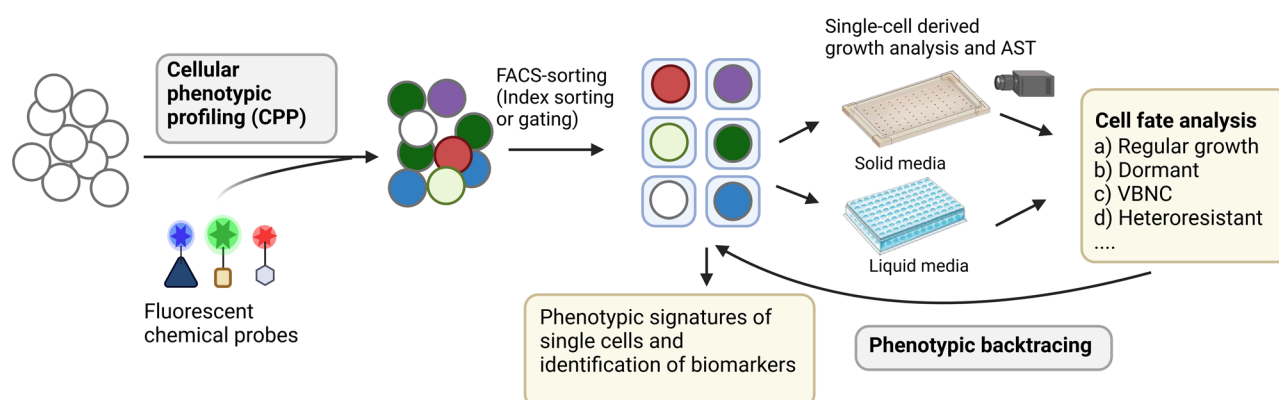 Cellular
phenotypic
profiling (CPP)
Fluorescent
chemical probes
FACS-sorting
(Index sorting
or gating)
Single-cell derived
growth analysis and AST
Solid media
Liquid media
Cell fate analysis
a) Regular growth
b) Dormant
c) VBNC
d) Heteroresistant
....
Phenotypic signatures of
single cells and
identification of biomarkers
Phenotypic backtracing